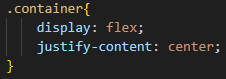 .container{
    display: flex;
    justify-content: center;
}